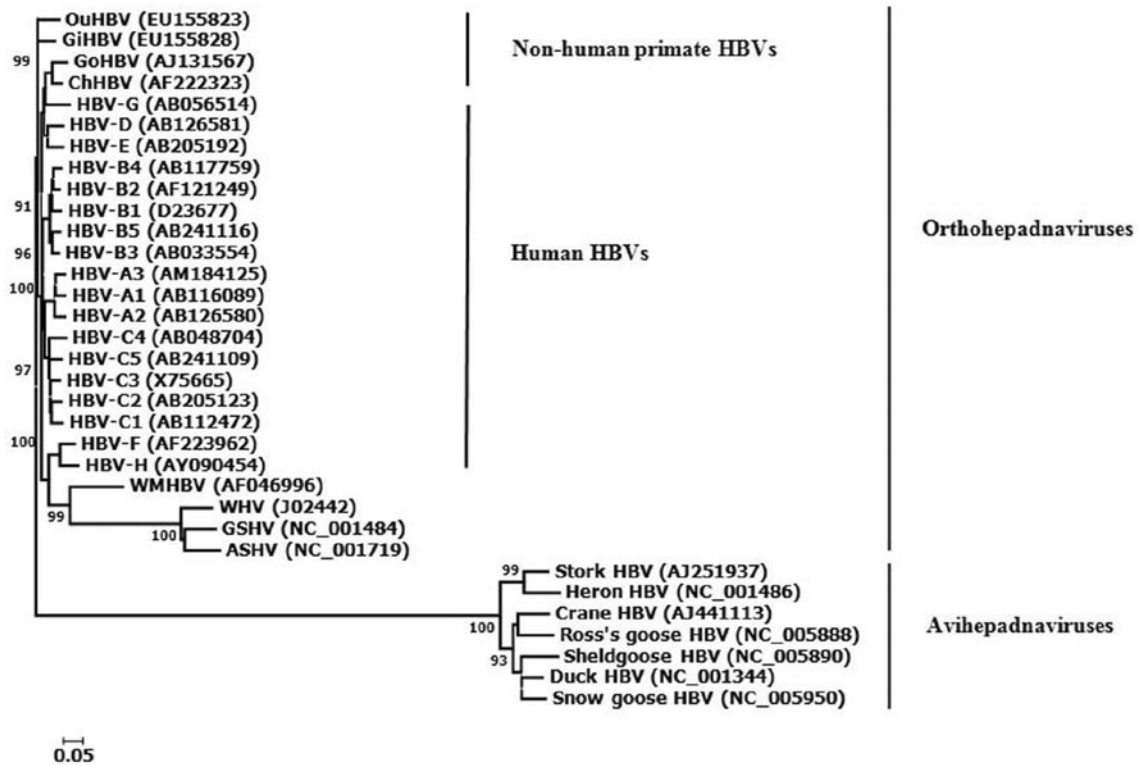 OuHBV (EU155823)
GiHBV (EU155828)
99
GoHBV (AJ131567)
ChHBV (AF222323)
HBV-G (AB056514)
HBV-D (AB126581)
HBV-E (AB205192)
HBV-B4 (AB117759)
HBV-B2 (AF121249)
91
HBV-B1 (D23677)
HBV-B5 (AB241116)
96
HBV-B3 (AB033554)
HBV-A3 (AM184125)
100
HBV-A1 (AB116089)
HBV-A2 (AB126580)
HBV-C4 (AB048704)
HBV-C5 (AB241109)
97
HBV-C3 (X75665)
HBV-C2 (AB205123)
HBV-C1 (AB112472)
100
HBV-F (AF223962)
HBV-H (AY090454)
WMHBV (AF046996)
99
WHV (J02442)
100
GSHV (NC_001484)
ASHV (NC_001719)
99
Stork HBV (AJ251937)
Heron HBV (NC_001486)
Crane HBV (AJ441113)
100
Ross's goose HBV (NC_005888)
93
Sheldgoose HBV (NC_005890)
Duck HBV (NC_001344)
Snow goose HBV (NC_005950)
Non-human primate HBVs
Human HBVs
Orthohepadnaviruses
Avihepadnaviruses
0.05